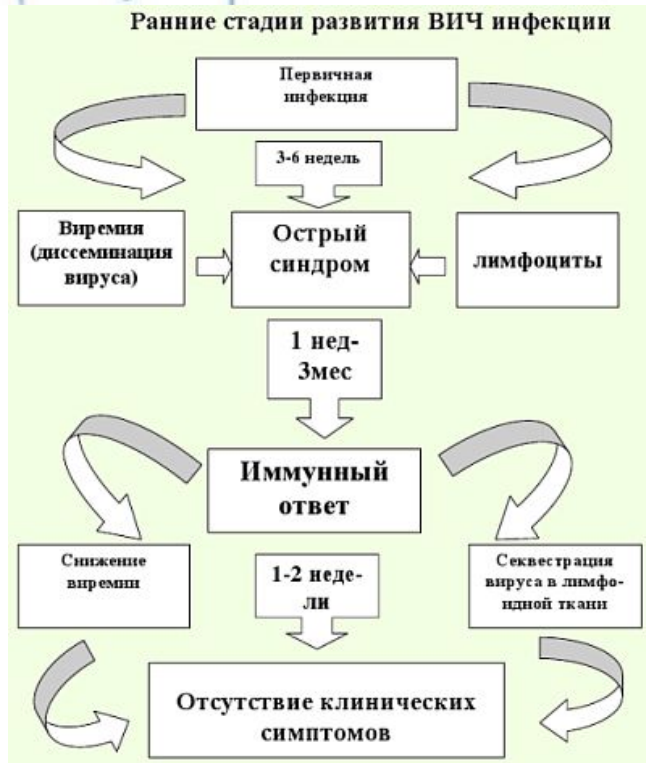 Ранние стадии развития ВИЧ инфекции
Первичная
инфекция
3-6 недель
Виремия
(диссеминация
вируса)
Острый
синдром
лимфоциты
1 нед-
3мес
Иммунный
ответ
Снижение
виремии
1-2 неде-
ли
Секвестрация
вируса в лимфо-
идной ткани
Отсутствие клинических
симптомов